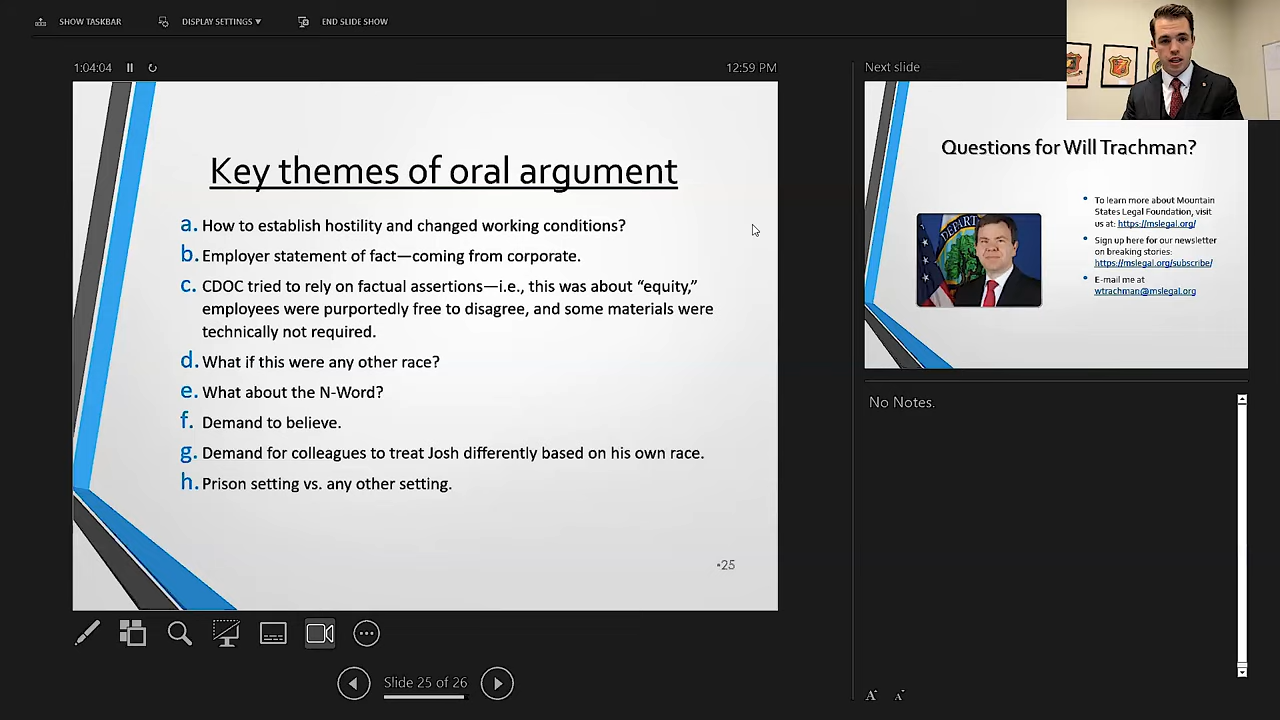 SHOW TASKBAR
DISPLAY SETTINGS ▼
END SLIDE SHOW
1:04:04
12:59 PM
Key themes of oral argument
a. How to establish hostility and changed working conditions?
b. Employer statement of fact—coming from corporate.
c. CDOC tried to rely on factual assertions—i.e., this was about “equity,”
employees were purportedly free to disagree, and some materials were
technically not required.
d. What if this were any other race?
e. What about the N-Word?
f. Demand to believe.
g. Demand for colleagues to treat Josh differently based on his own race.
h. Prison setting vs. any other setting.
•25
Slide 25 of 26
Next slide
Questions for Will Trachman?
DEPART
• To learn more about Mountain
States Legal Foundation, visit
us at: https://mslegal.org/
• Sign up here for our newsletter
on breaking stories:
https://mslegal.org/subscribe/
• E-mail me at
wtrachman@mslegal.org
No Notes.
A A